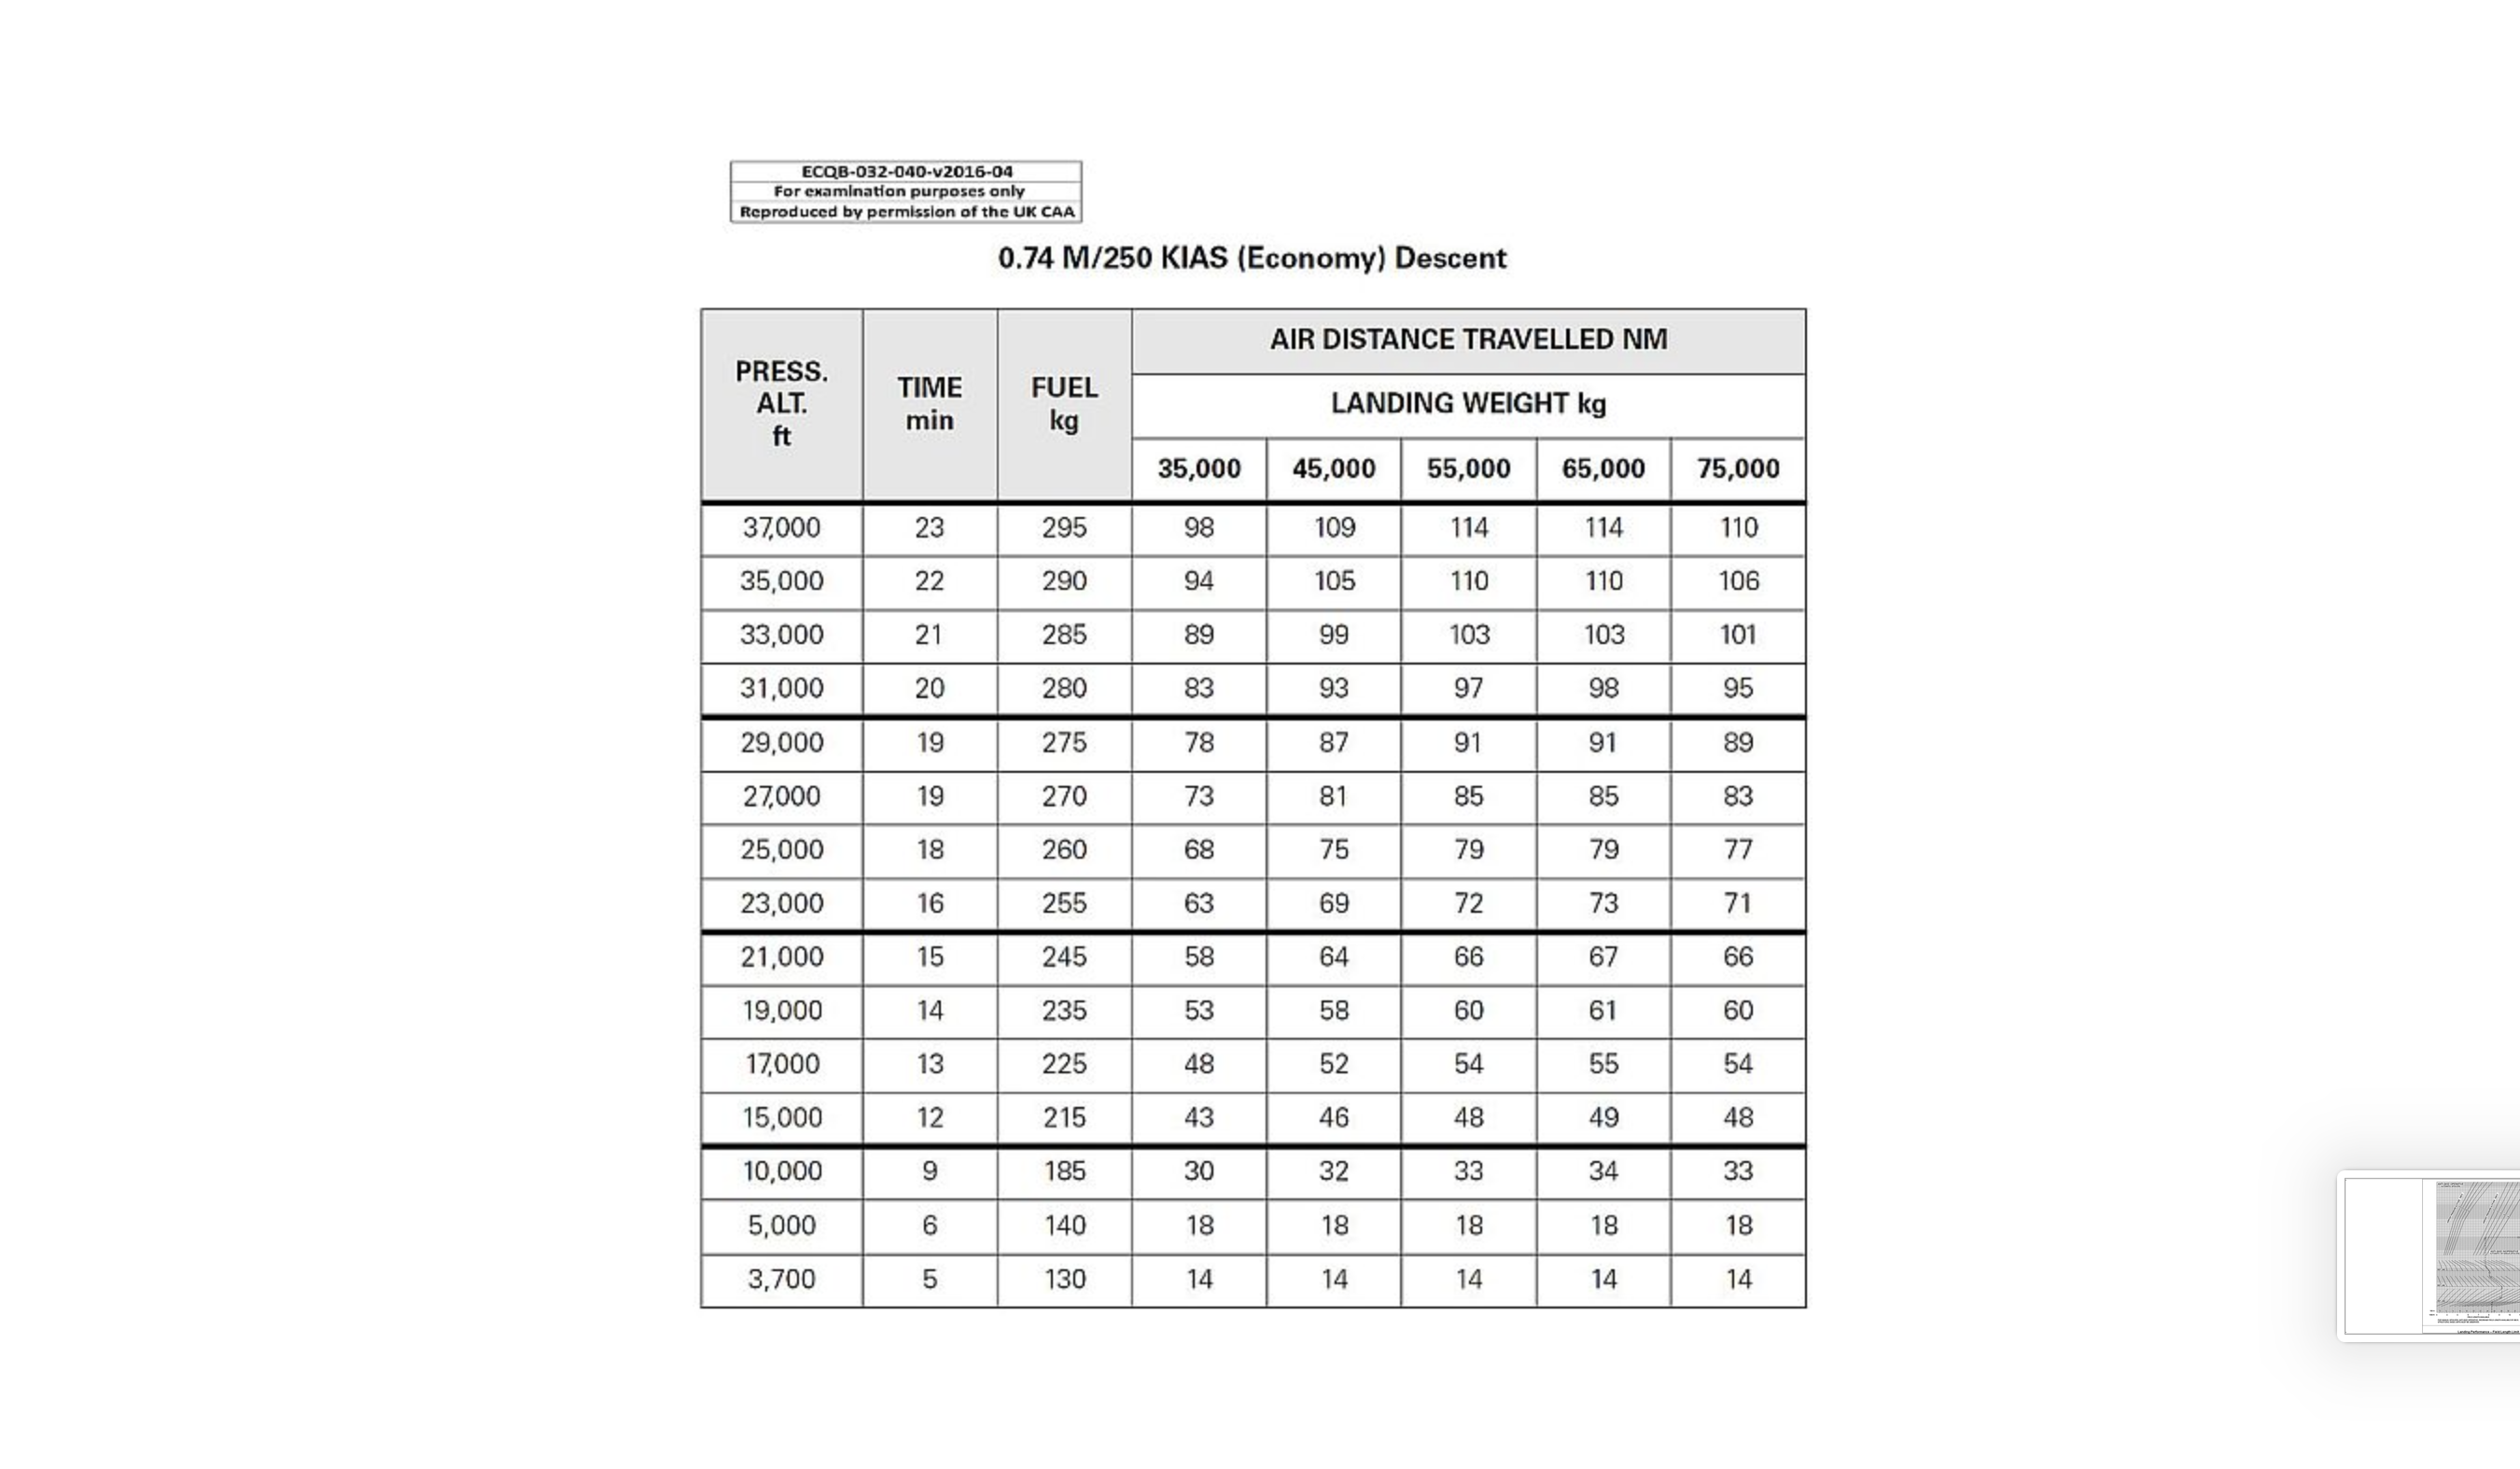 ECQB-032-040-v2016-04
For examination purposes only
Reproduced by permission of the UK CAA
0.74 M/250 KIAS (Economy) Descent
PRESS. ALT. ft TIME min FUEL kg AIR DISTANCE TRAVELLED NM
LANDING WEIGHT kg
35,000 45,000 55,000 65,000 75,000
37,000 23 295 98 109 114 114 110
35,000 22 290 94 105 110 110 106
33,000 21 285 89 99 103 103 101
31,000 20 280 83 93 97 98 95
29,000 19 275 78 87 91 91 89
27,000 19 270 73 81 85 85 83
25,000 18 260 68 75 79 79 77
23,000 16 255 63 69 72 73 71
21,000 15 245 58 64 66 67 66
19,000 14 235 53 58 60 61 60
17,000 13 225 48 52 54 55 54
15,000 12 215 43 46 48 49 48
10,000 9 185 30 32 33 34 33
5,000 6 140 18 18 18 18 18
3,700 5 130 14 14 14 14 14